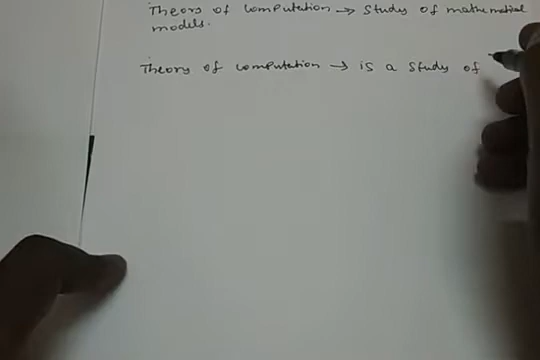 Theory of computation → study of mathematical
models.
Theory of computation → is a study of